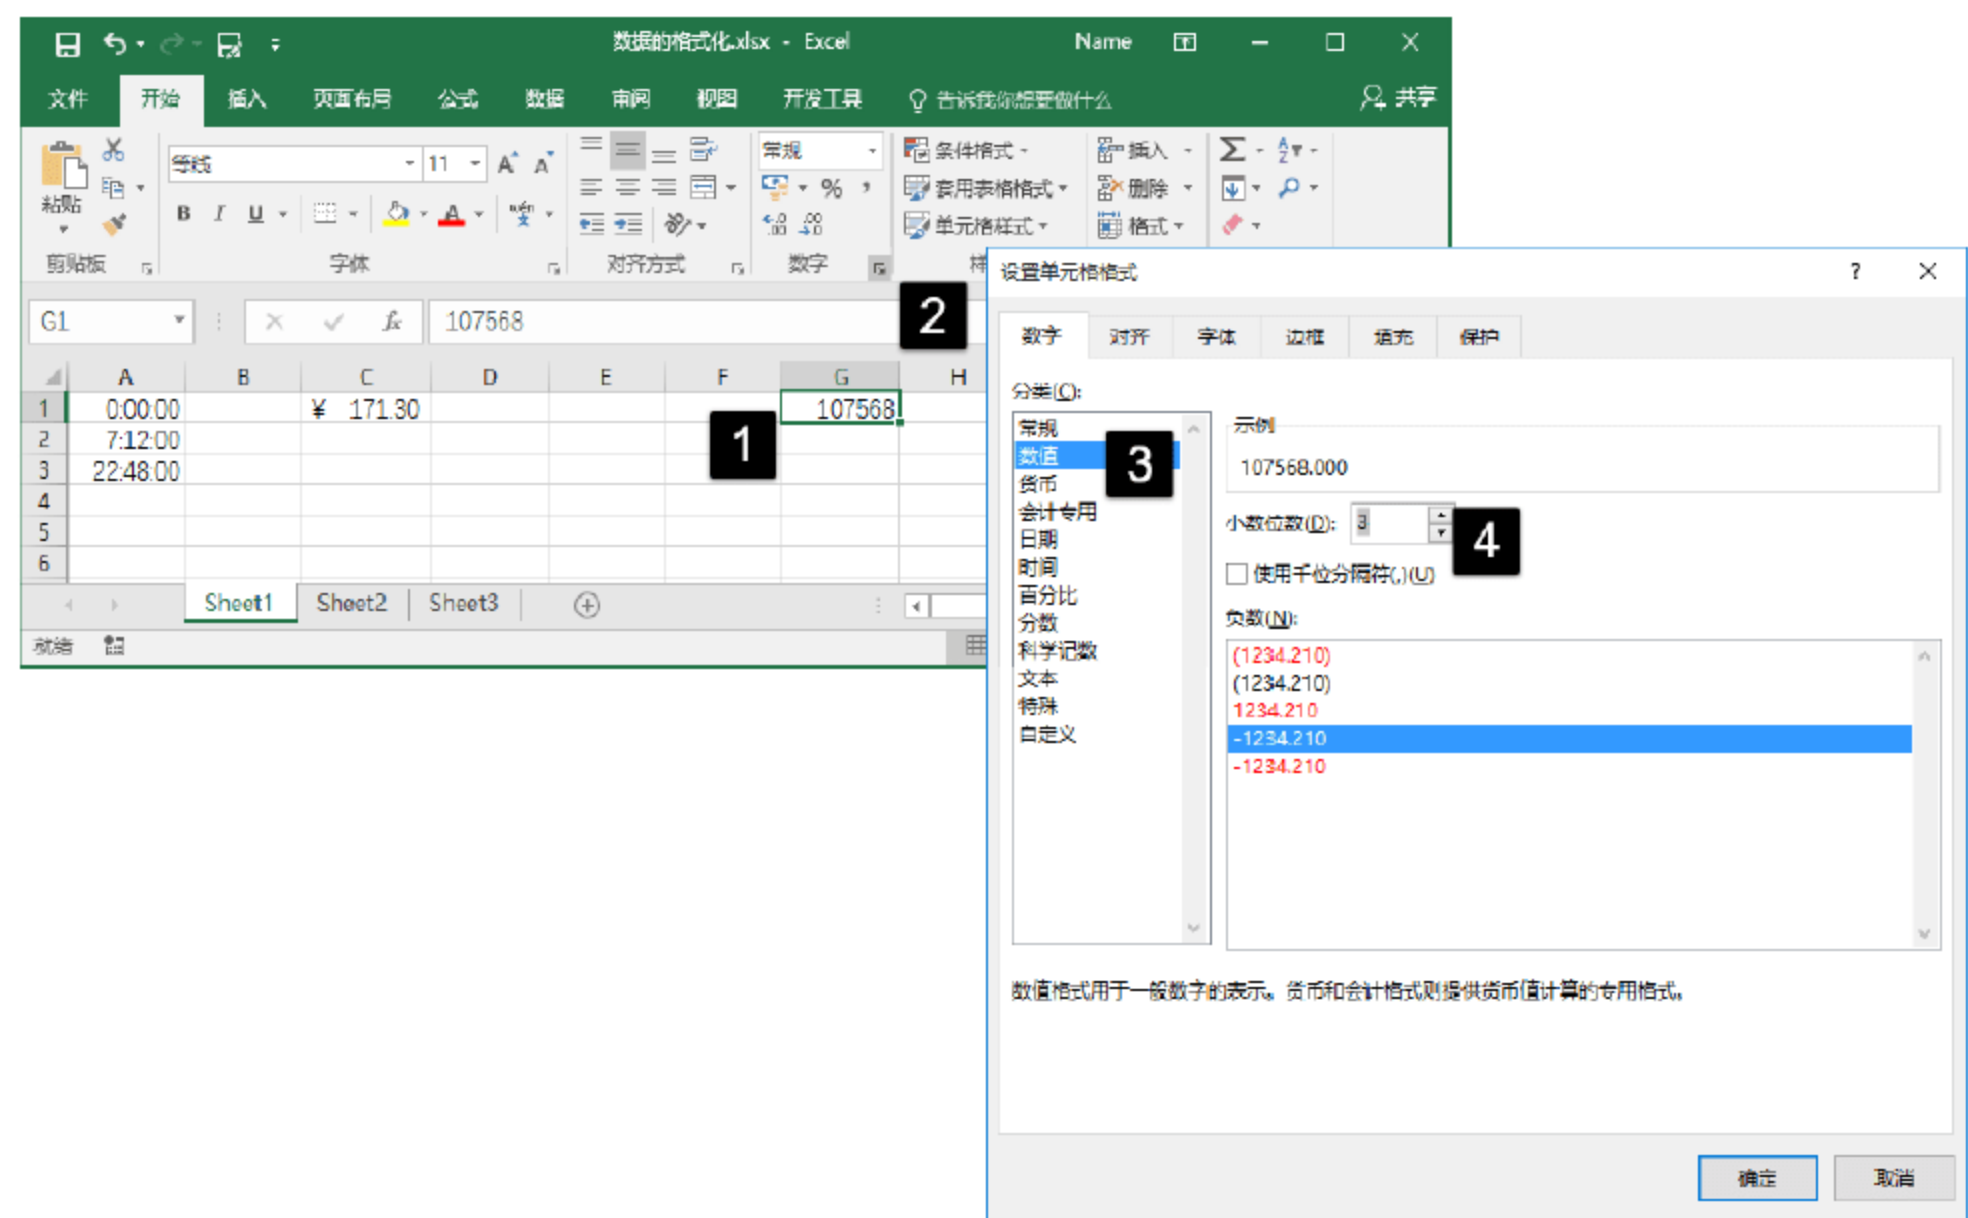 数据的格式化.xlsx - Excel
Name
文件 开始 插入 页面布局 公式 数据 审阅 视图 开发工具 告诉我你想要做什么 共享
等线 11 常规 条件格式 插入
粘贴 % 套用表格格式 删除
B I U A wén 文 单元格样式 格式
剪贴板 字体 对齐方式 数字 样
G1 fx 107568
2
A B C D E F G H
1 0:00:00 ¥ 171.30 107568
2 7:12:00
1
3 22:48:00
4
5
6
Sheet1 Sheet2 Sheet3
就绪
设置单元格格式 ?
数字 对齐 字体 边框 填充 保护
分类(C):
常规
数值
3
货币
会计专用
日期
时间
百分比
分数
科学记数
文本
特殊
自定义
示例
107568.000
小数位数(D): 3
4
使用千位分隔符(,)(U)
负数(N):
(1234.210)
(1234.210)
1234.210
-1234.210
-1234.210
数值格式用于一般数字的表示。货币和会计格式则提供货币值计算的专用格式。
确定 取消